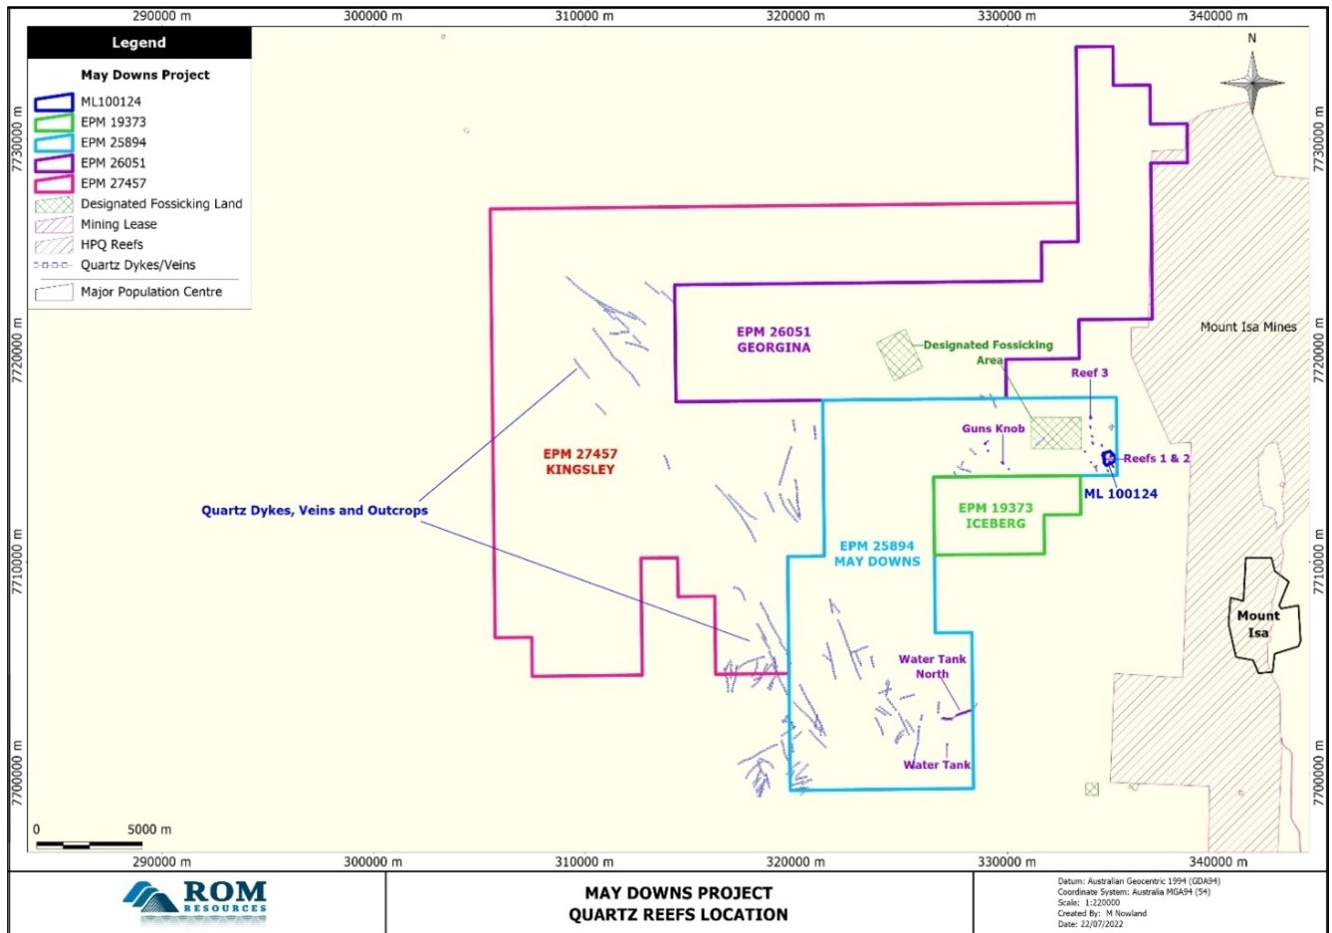 290000 m
300000 m
310000 m
320000 m
330000 m
340000 m
Legend
May Downs Project
ML100124
EPM 19373
EPM 25894
EPM 26051
EPM 27457
Designated Fossicking Land
Mining Lease
HPQ Reefs
Quartz Dykes/Veins
Major Population Centre
N
7730000 m
7730000 m
7720000 m
7720000 m
7710000 m
7710000 m
7700000 m
7700000 m
EPM 26051
GEORGINA
Designated Fossicking
Area
Mount Isa Mines
Reef 3
Guns Knob
Reefs 1 & 2
ML 100124
EPM 27457
KINGSLEY
Quartz Dykes, Veins and Outcrops
EPM 19373
ICEBERG
EPM 25894
MAY DOWNS
Mount
Isa
Water Tank
North
Water Tank
0
5000 m
290000 m
300000 m
310000 m
320000 m
330000 m
340000 m
ROM
RESOURCES
MAY DOWNS PROJECT
QUARTZ REEFS LOCATION
Datum: Australian Geocentric 1994 (GDA94)
Coordinate System: Australia MGA94 (54)
Scale: 1:220000
Created By: M Nowland
Date: 22/07/2022